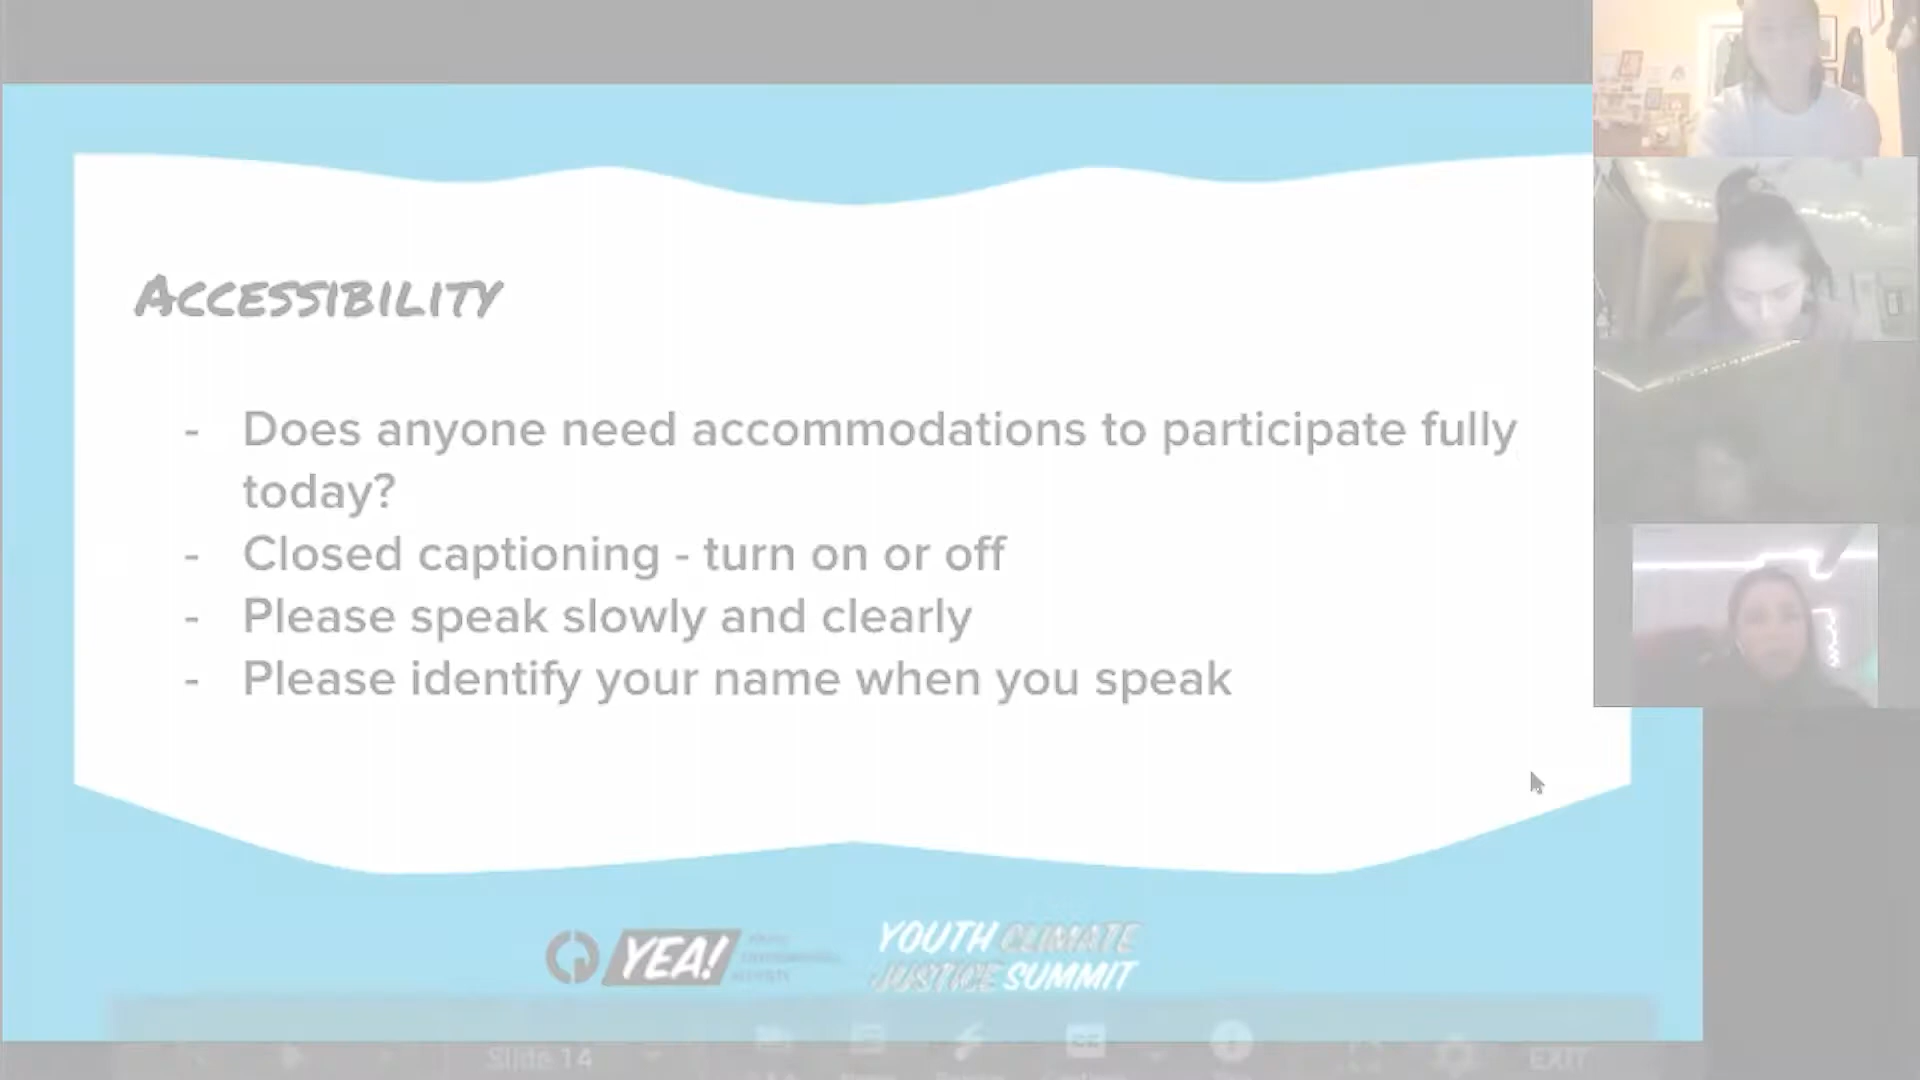 ACCESSIBILITY
- Does anyone need accommodations to participate fully
today?
- Closed captioning - turn on or off
- Please speak slowly and clearly
- Please identify your name when you speak
YEA!
YOUTH CLIMATE
JUSTICE SUMMIT
Slide 14
EXIT